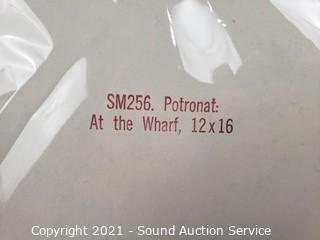 SM256. Potronat:
At the Wharf, 12x16
Copyright 2021 - Sound Auction Service